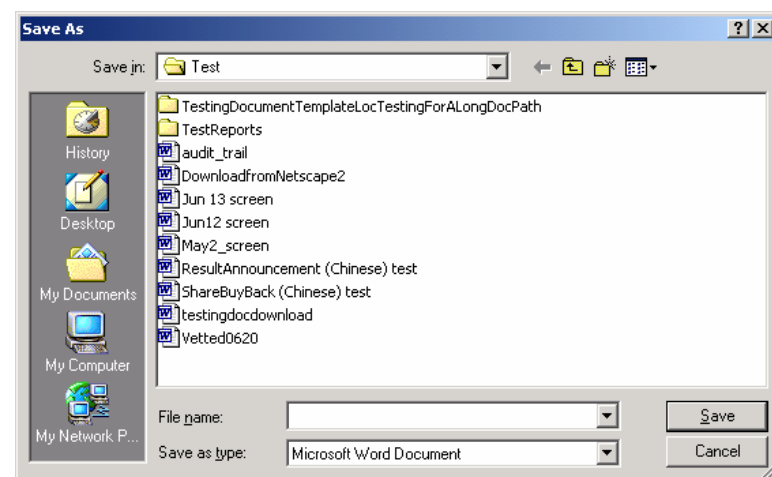 Save As
Save in: Test
TestingDocumentTemplateLocTestingForALongDocPath
TestReports
audit_trail
DownloadfromNetscape2
Jun 13 screen
Jun12 screen
May2_screen
ResultAnnouncement (Chinese) test
ShareBuyBack (Chinese) test
testingdocdownload
Vetted0620
History
Desktop
My Documents
My Computer
My Network P...
File name:
Save
Save as type: Microsoft Word Document
Cancel